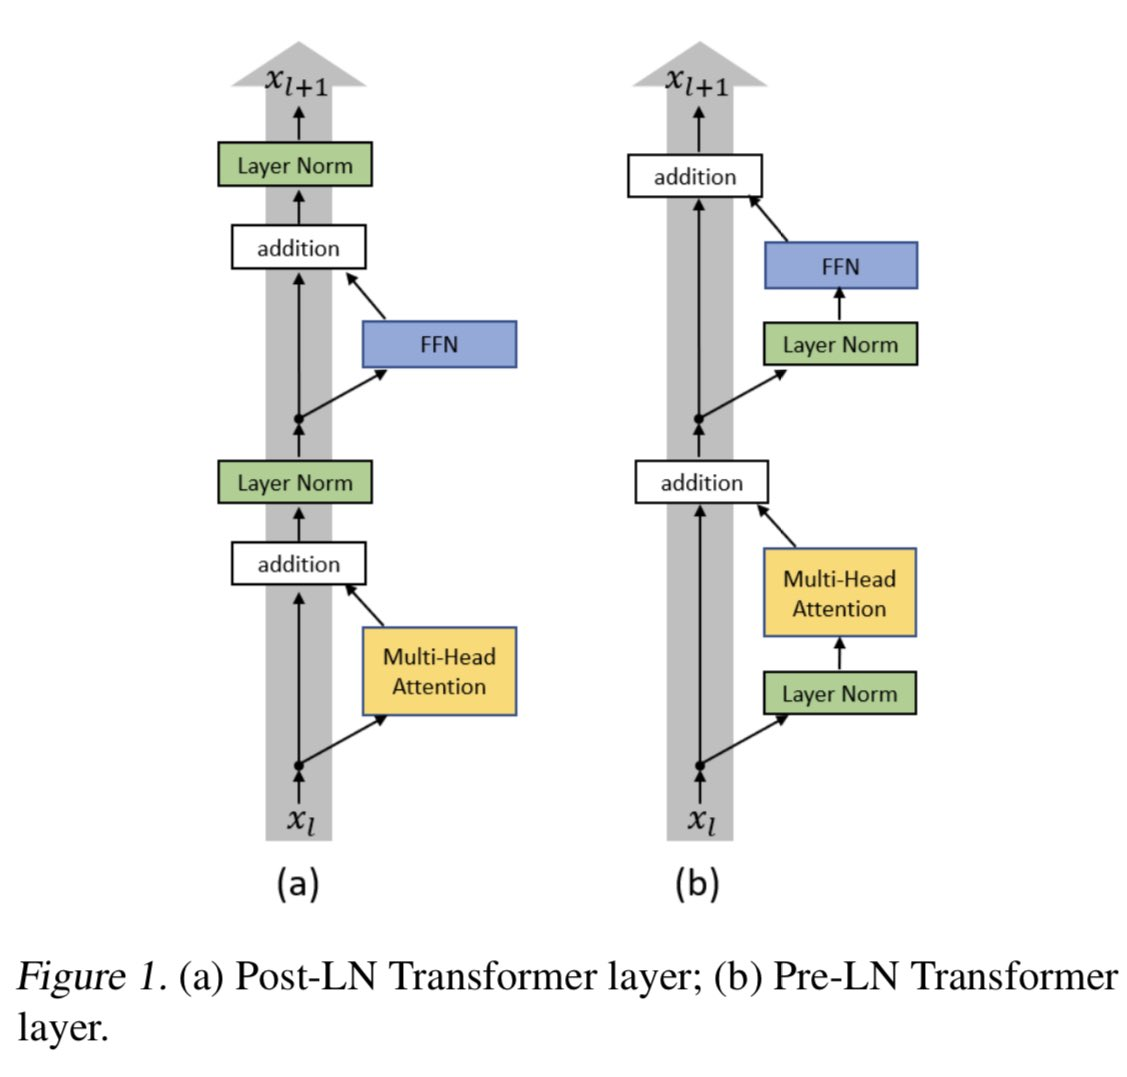 x_{l+1}
Layer Norm
addition
FFN
Layer Norm
addition
Multi-Head
Attention
x_l
(a)
x_{l+1}
addition
FFN
Layer Norm
addition
Multi-Head
Attention
Layer Norm
x_l
(b)
Figure 1. (a) Post-LN Transformer layer; (b) Pre-LN Transformer
layer.